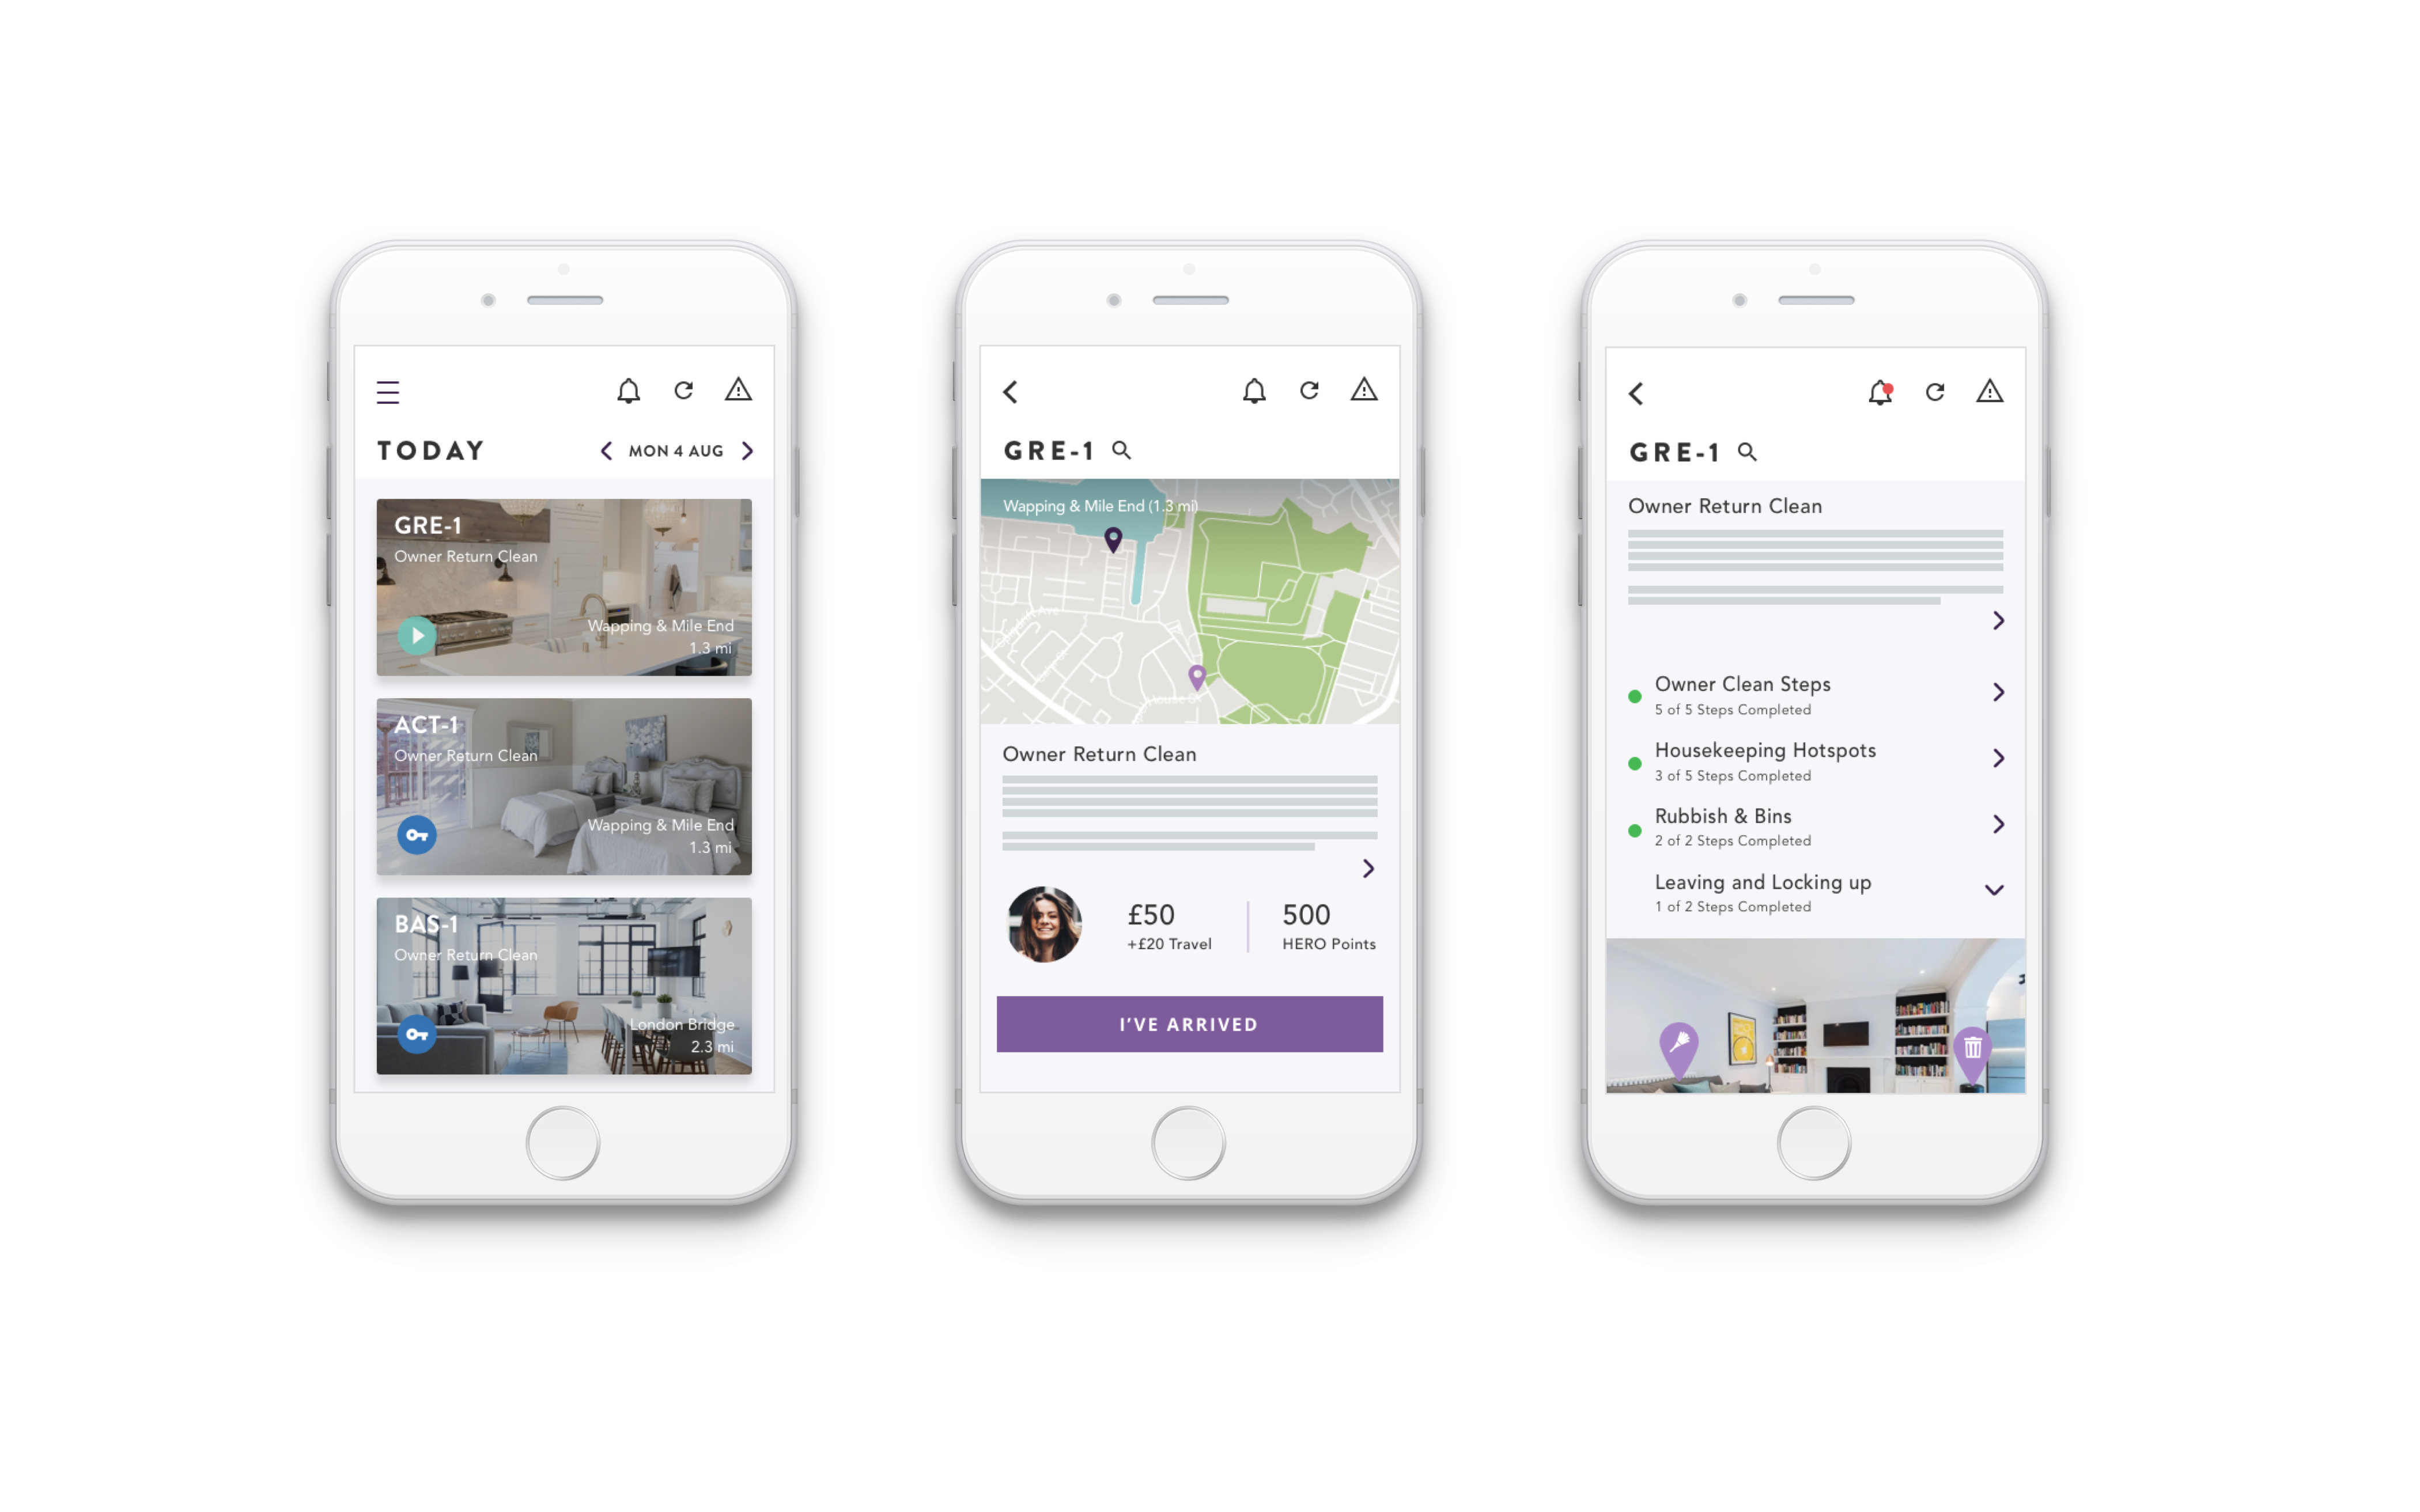 TODAY
MON 4 AUG
GRE-1
Owner Return Clean
Wapping & Mile End
1.3 mi
ACT-1
Owner Return Clean
Wapping & Mile End
1.3 mi
BAS-1
Owner Return Clean
London Bridge
2.3 mi
GRE-1
Wapping & Mile End (1.3 mi)
Owner Return Clean
£50
+£20 Travel
500
HERO Points
I'VE ARRIVED
GRE-1
Owner Return Clean
Owner Clean Steps
5 of 5 Steps Completed
Housekeeping Hotspots
3 of 5 Steps Completed
Rubbish & Bins
2 of 2 Steps Completed
Leaving and Locking up
1 of 2 Steps Completed